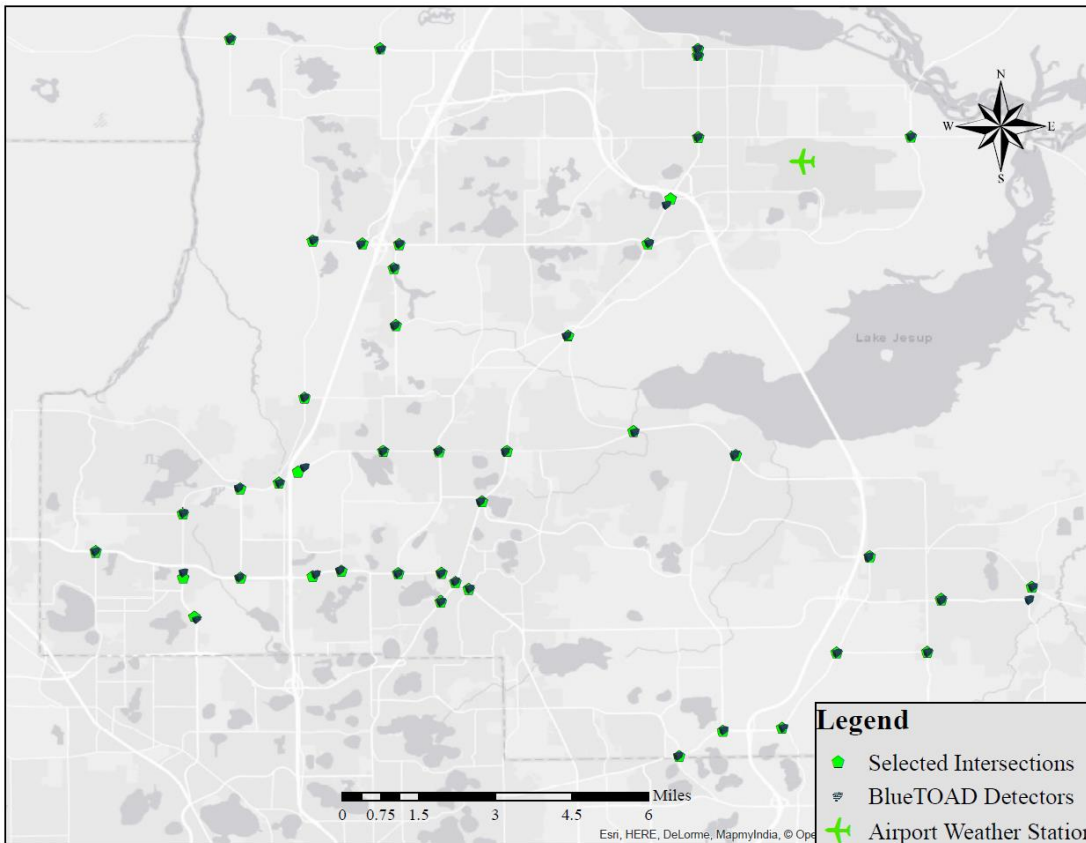 N
W E
S
Lake Jesup
Legend
Selected Intersections
BlueTOAD Detectors
Airport Weather Station
Miles
0 0.75 1.5 3 4.5 6
Esri, HERE, DeLorme, MapmyIndia, © Ope